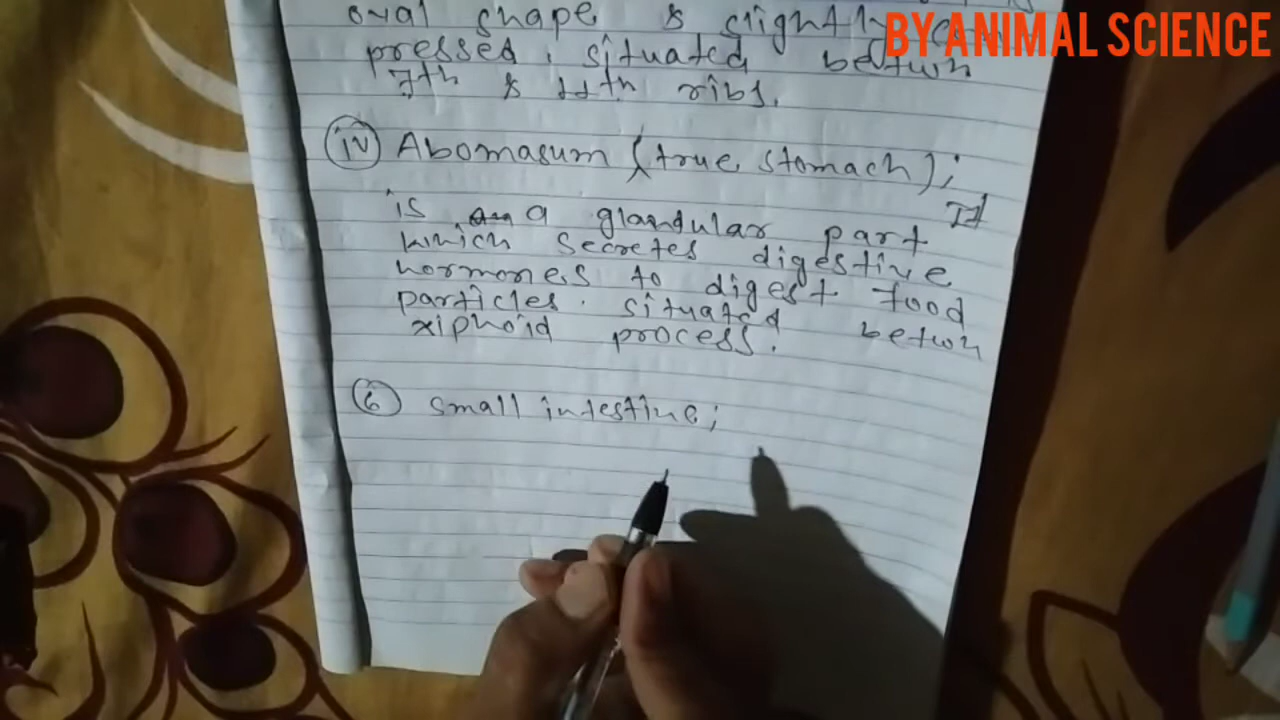 oval shape & slightly
BY ANIMAL SCIENCE
pressed, situated betwn
7th & 11th ribs.
(iv) Abomasum (true stomach); It
is a glandular part
which secretes digestive
hormones to digest food
particles. situated betwn
xiphoid process.
(6) small intestine;